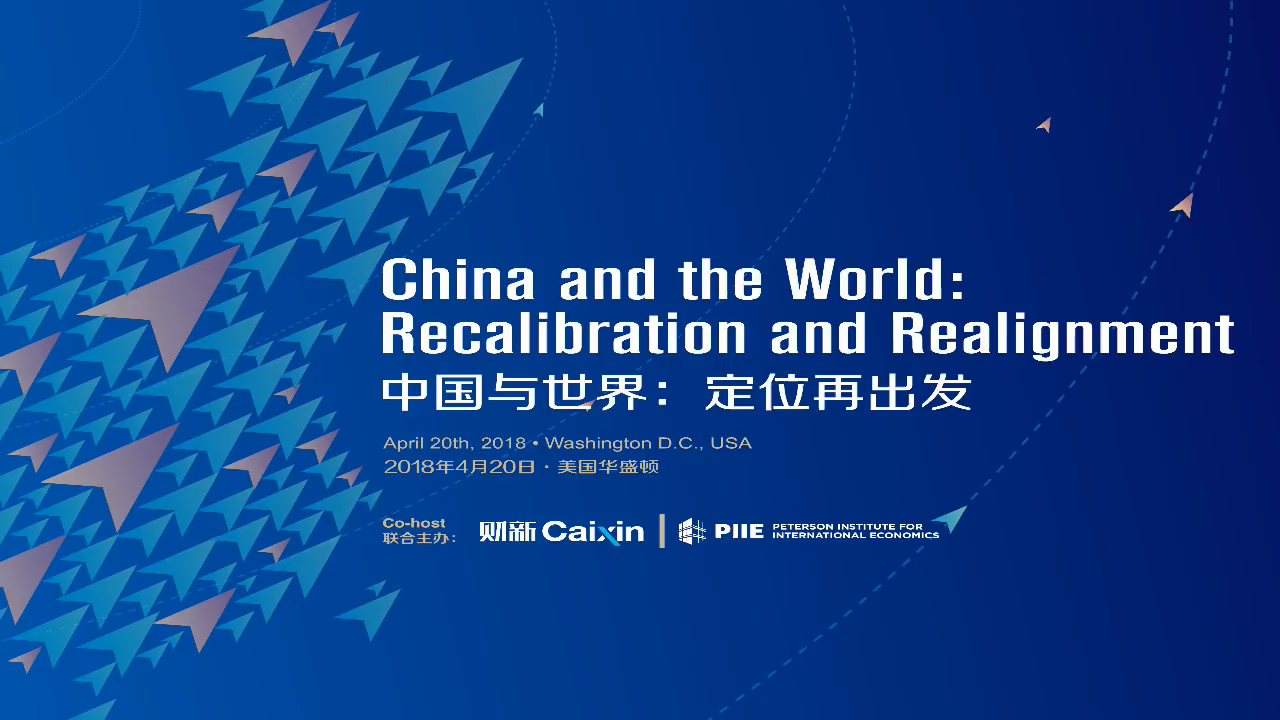 China and the World:
Recalibration and Realignment
中国与世界：定位再出发
April 20th, 2018 • Washington D.C., USA
2018年4月20日 · 美国华盛顿
Co-host
联合主办：
财新 Caixin
PIIE
PETERSON INSTITUTE FOR
INTERNATIONAL ECONOMICS